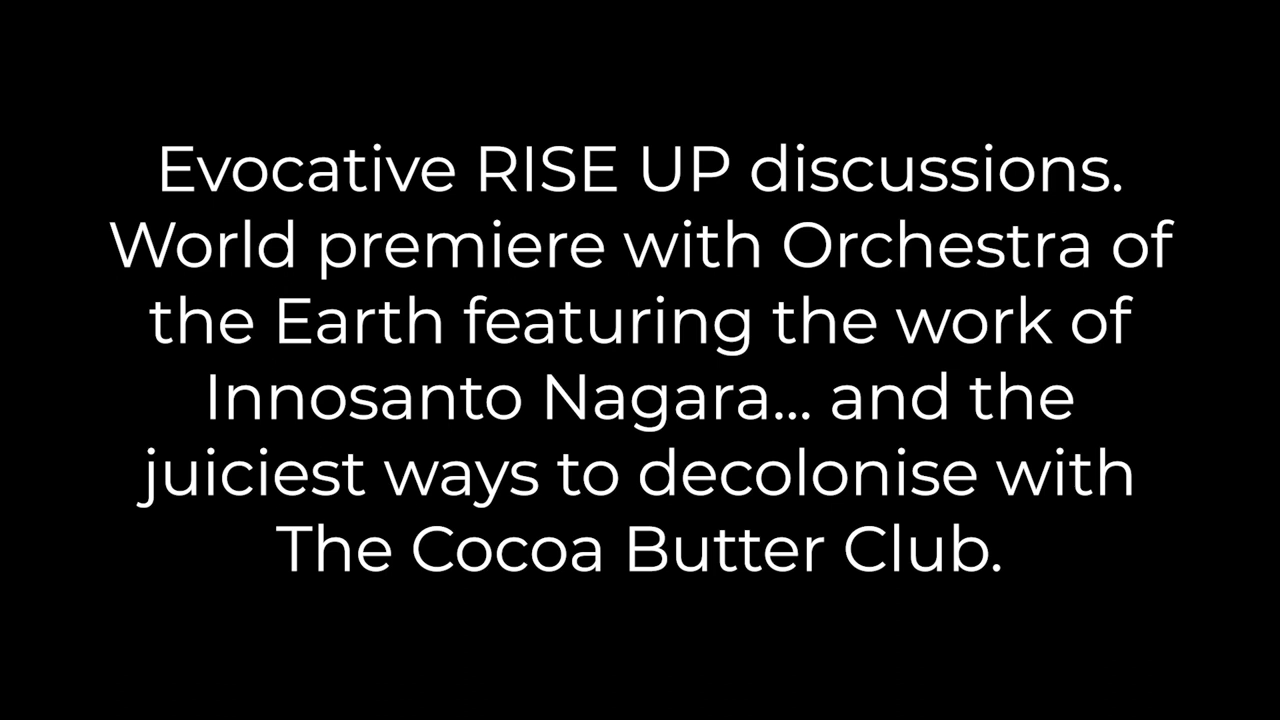 Evocative RISE UP discussions.
World premiere with Orchestra of
the Earth featuring the work of
Innosanto Nagara... and the
juiciest ways to decolonise with
The Cocoa Butter Club.